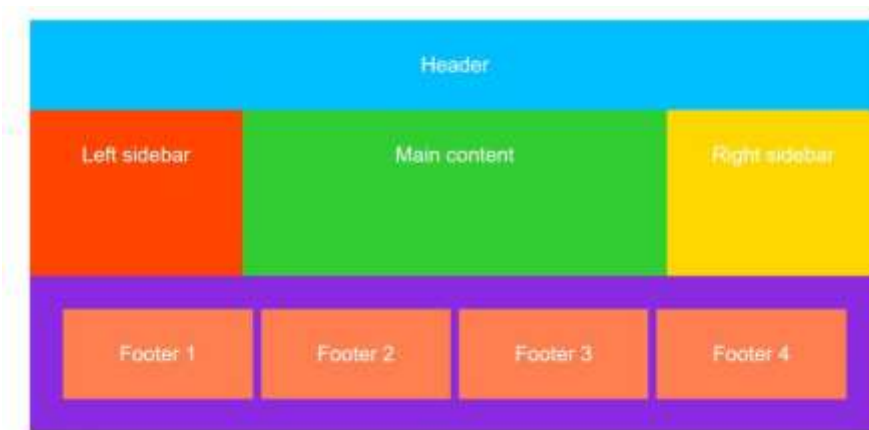 Header
Left sidebar Main content Right sidebar
Footer 1 Footer 2 Footer 3 Footer 4